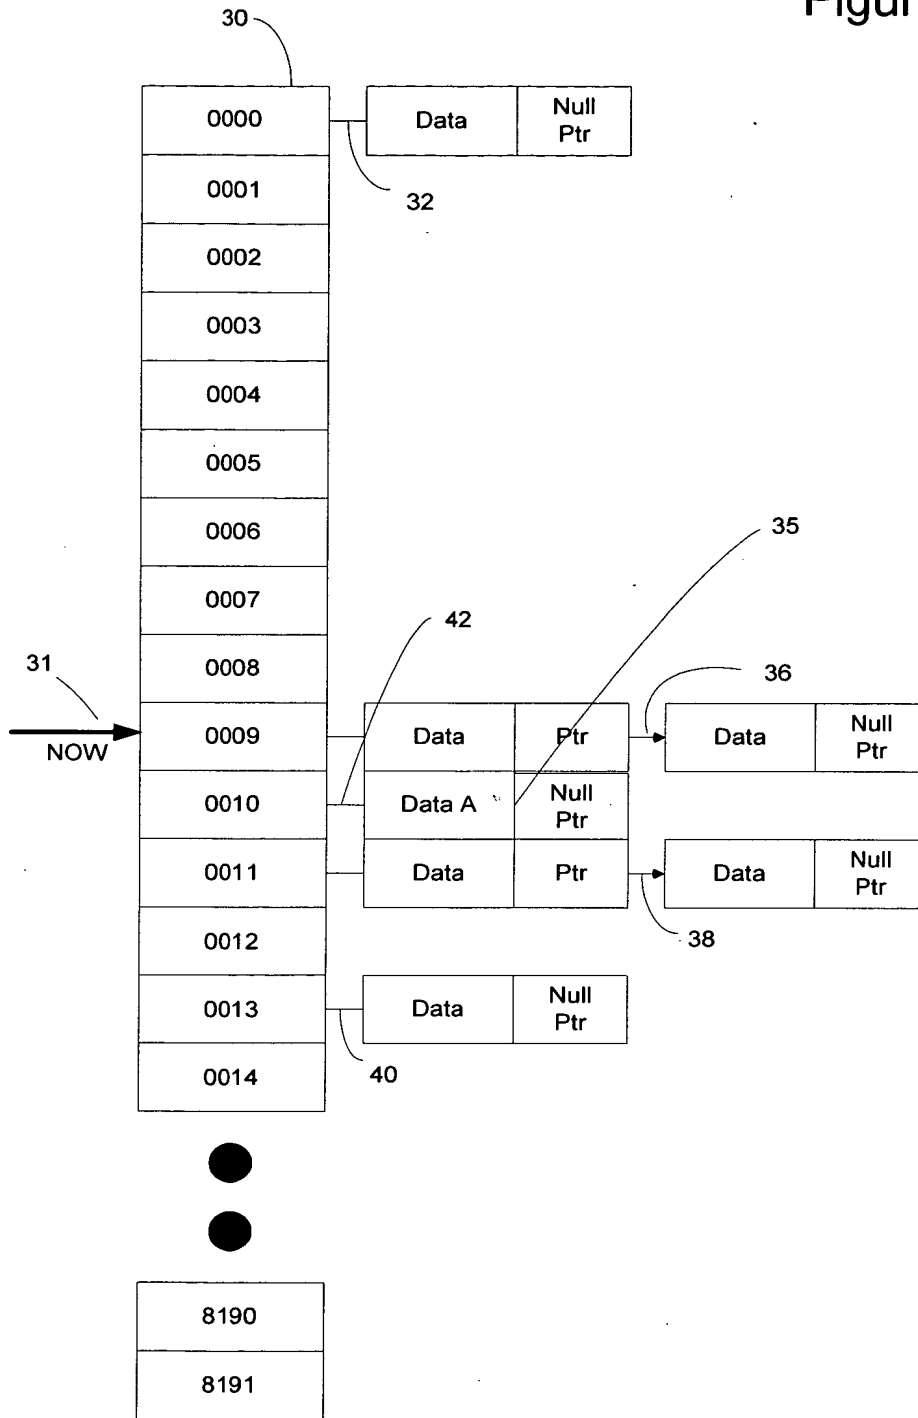 30
0000
Data
Null
Ptr
32
0001
0002
0003
0004
0005
0006
35
0007
42
0008
31
36
NOW
0009
Data
Ptr
Data
Null
Ptr
0010
Data A
Null
Ptr
0011
Data
Ptr
Data
Null
Ptr
38
0012
0013
Data
Null
Ptr
40
0014
8190
8191